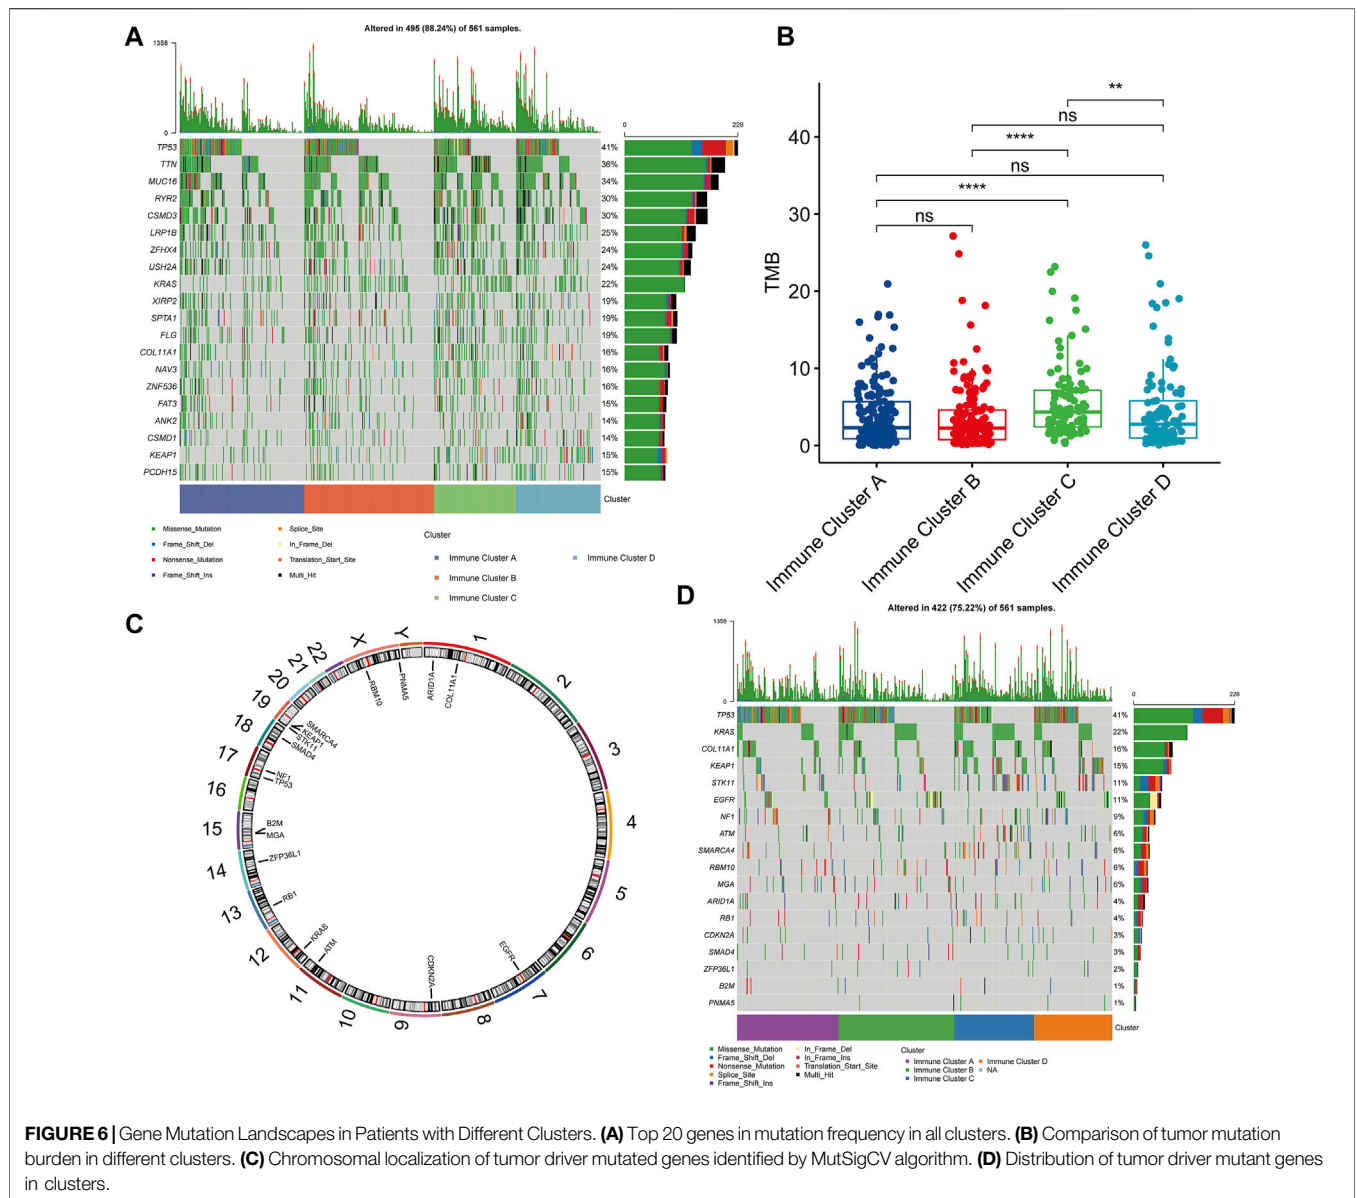 A
Altered in 495 (88.24%) of 561 samples.
1358
0
0 228
TP53 41%
TTN 36%
MUC16 34%
RYR2 30%
CSMD3 30%
LRP1B 25%
ZFHX4 24%
USH2A 24%
KRAS 22%
XIRP2 19%
SPTA1 19%
FLG 19%
COL11A1 16%
NAV3 16%
ZNF536 16%
FAT3 15%
ANK2 14%
CSMD1 14%
KEAP1 15%
PCDH15 15%
Cluster
Missense_Mutation
Frame_Shift_Del
Nonsense_Mutation
Frame_Shift_Ins
Splice_Site
In_Frame_Del
Translation_Start_Site
Multi_Hit
Cluster
Immune Cluster A
Immune Cluster B
Immune Cluster C
Immune Cluster D
B
TMB
40
30
20
10
0
**
ns
****
ns
****
ns
Immune Cluster A
Immune Cluster B
Immune Cluster C
Immune Cluster D
C
1
2
3
4
5
6
7
8
9
10
11
12
13
14
15
16
17
18
19
20
21
22
X
Y
ARID1A
COL11A1
EGFR
CDKN2A
ATM
KRAS
RB1
ZFP36L1
MGA
B2M
TP53
NF1
SMAD4
STK11
KEAP1
SMARCA4
RBM10
PNMA5
D
Altered in 422 (75.22%) of 561 samples.
1358
0
0 228
TP53 41%
KRAS 22%
COL11A1 16%
KEAP1 15%
STK11 11%
EGFR 11%
NF1 9%
ATM 6%
SMARCA4 6%
RBM10 6%
MGA 6%
ARID1A 4%
RB1 4%
CDKN2A 3%
SMAD4 3%
ZFP36L1 2%
B2M 1%
PNMA5 1%
Cluster
Missense_Mutation
Frame_Shift_Del
Nonsense_Mutation
Splice_Site
Frame_Shift_Ins
In_Frame_Del
In_Frame_Ins
Translation_Start_Site
Multi_Hit
Cluster
Immune Cluster A
Immune Cluster B
Immune Cluster C
Immune Cluster D
NA
FIGURE 6 | Gene Mutation Landscapes in Patients with Different Clusters. (A) Top 20 genes in mutation frequency in all clusters. (B) Comparison of tumor mutation
burden in different clusters. (C) Chromosomal localization of tumor driver mutated genes identified by MutSigCV algorithm. (D) Distribution of tumor driver mutant genes
in clusters.